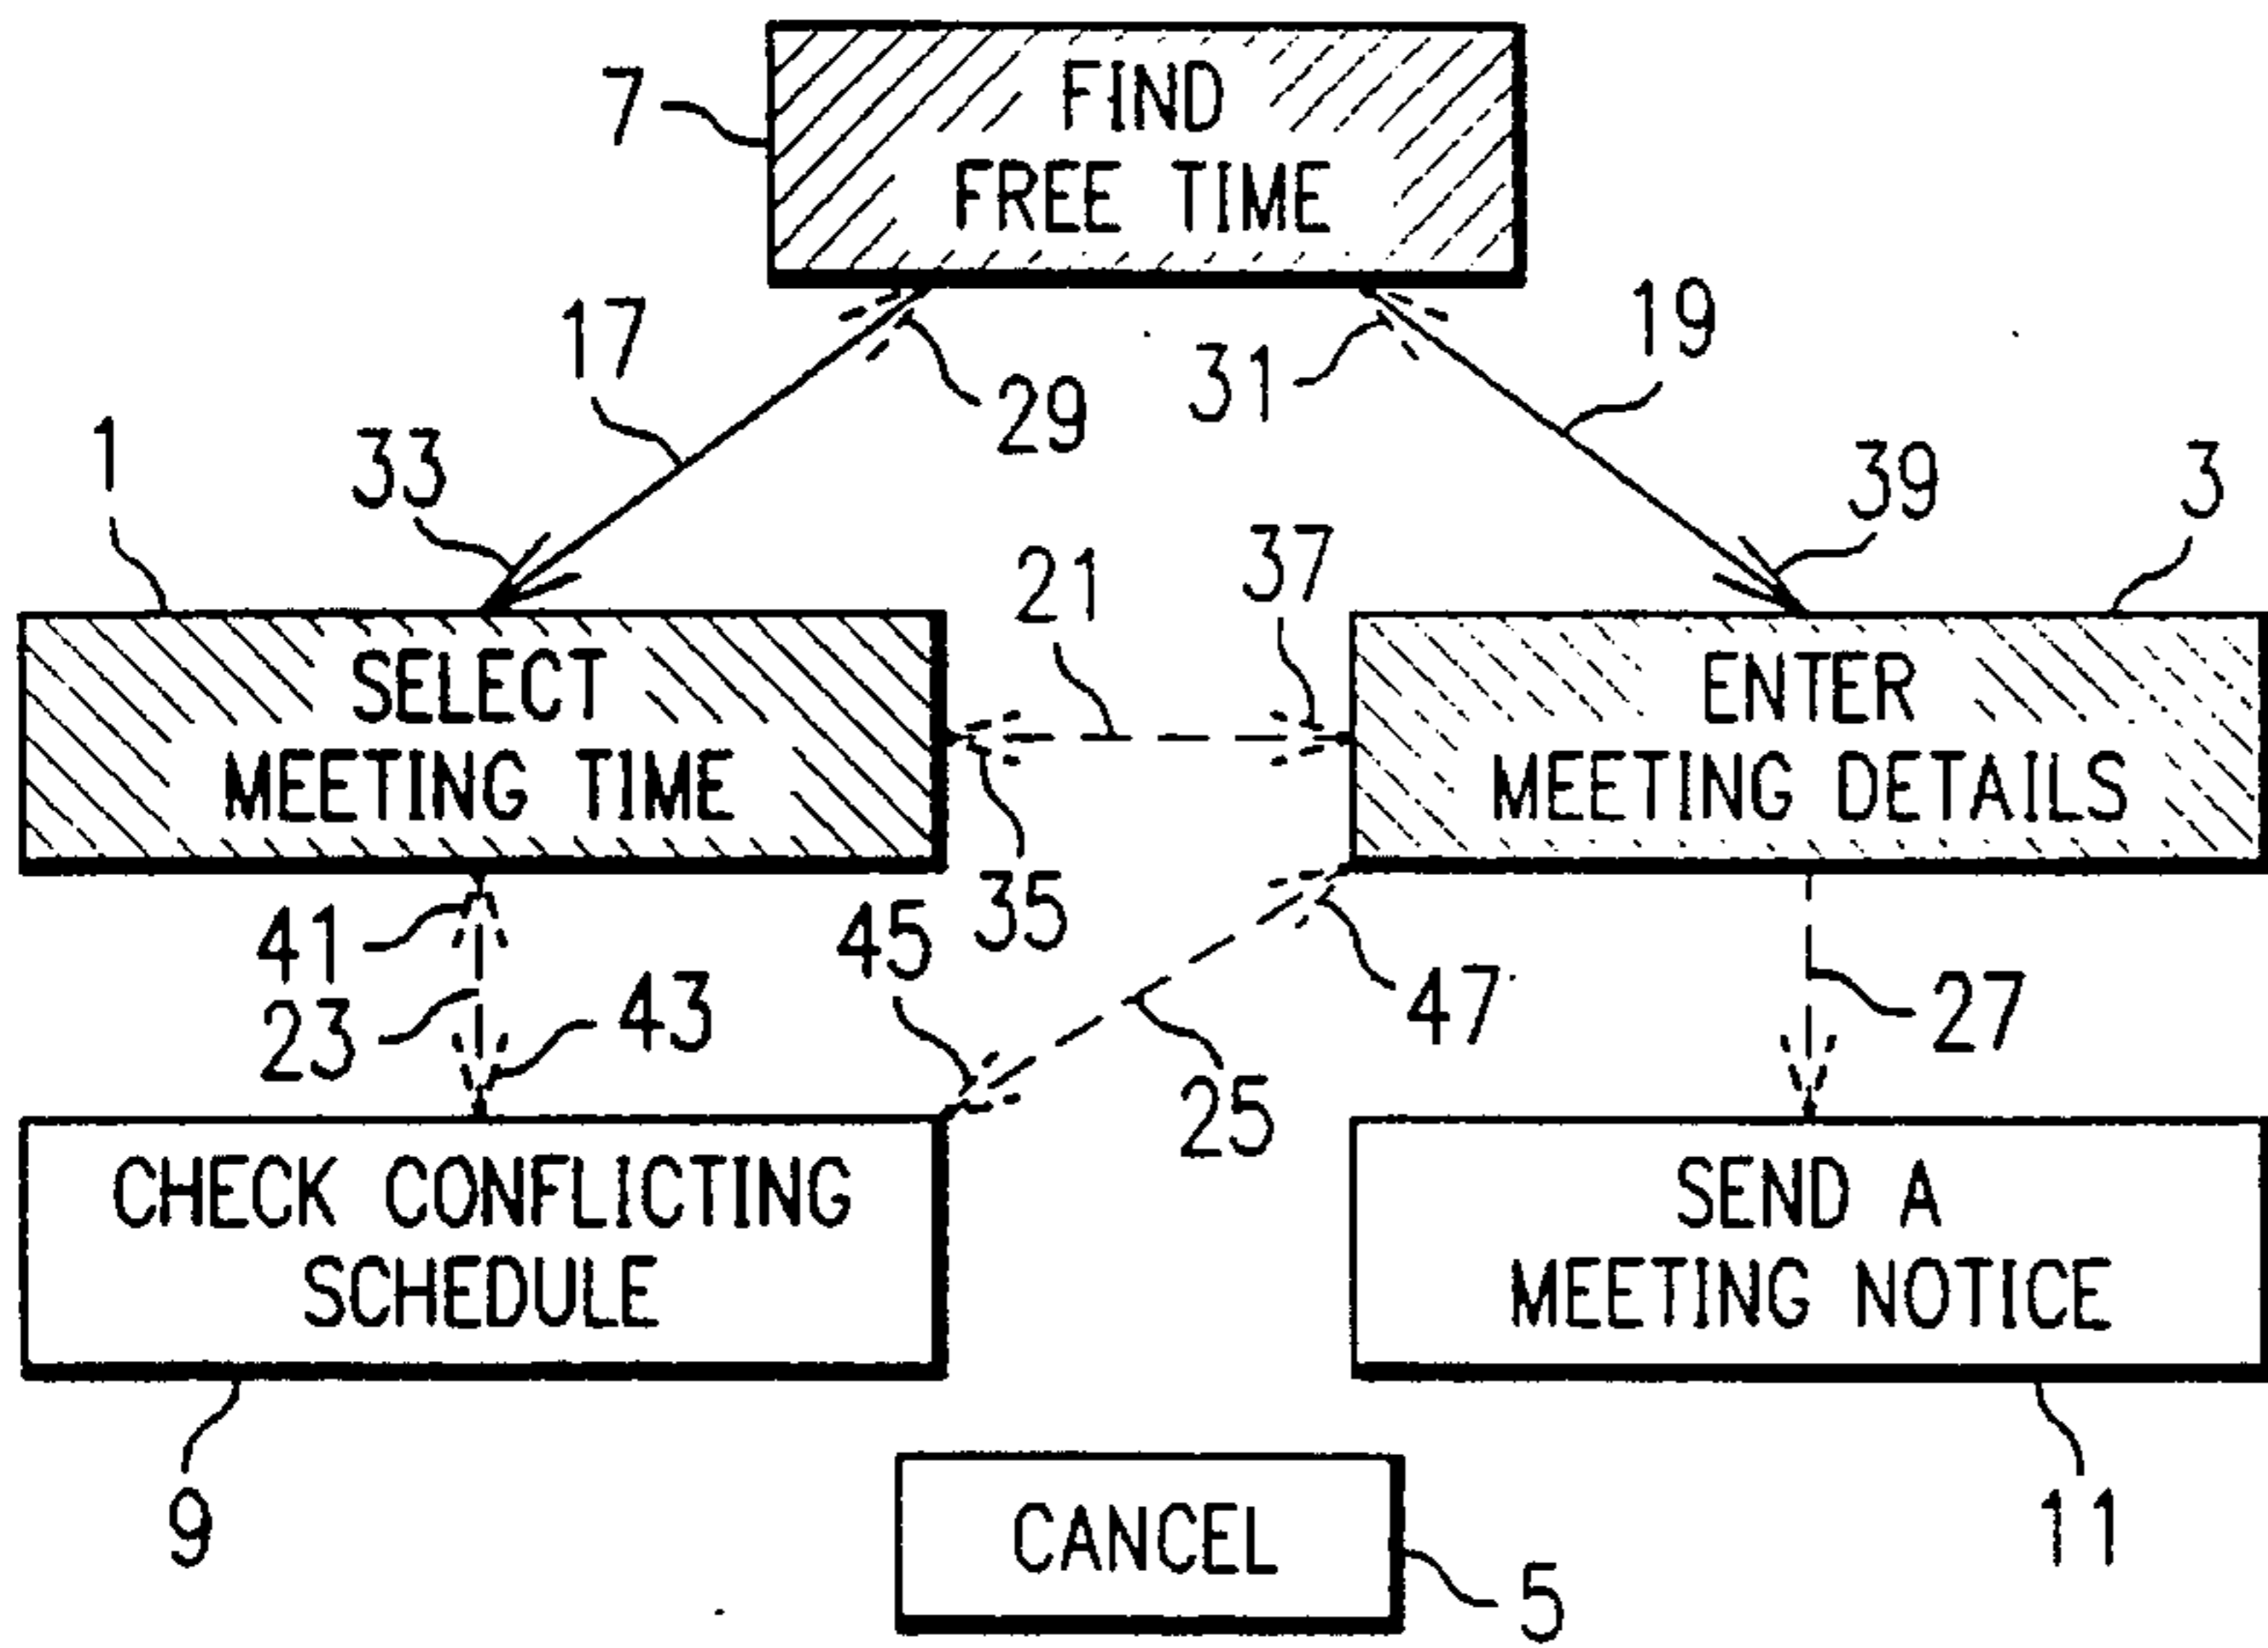 7
FIND
FREE TIME
17
29
31
19
1
33
39
3
21
37
SELECT
MEETING TIME
ENTER
MEETING DETAILS
41
45
35
23
43
47
27
25
CHECK CONFLICTING
SCHEDULE
SEND A
MEETING NOTICE
9
CANCEL
5
11